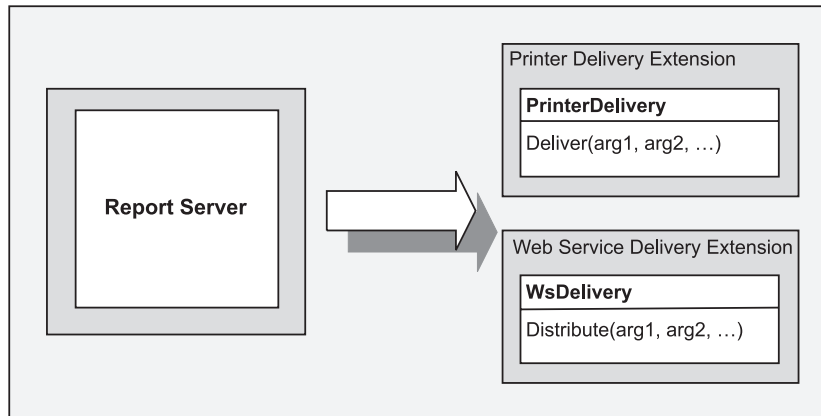 Report Server
Printer Delivery Extension
PrinterDelivery
Deliver(arg1, arg2, …)
Web Service Delivery Extension
WsDelivery
Distribute(arg1, arg2, …)